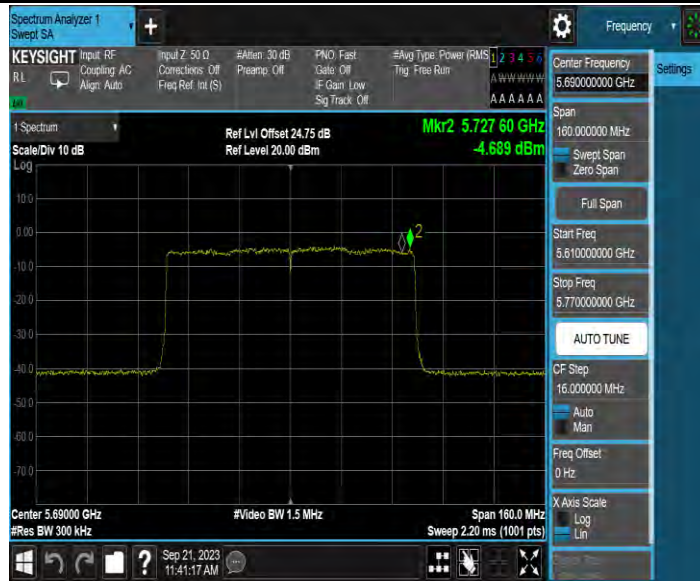 Spectrum Analyzer 1
Swept SA
+
Frequency
KEYSIGHT
RL
Input: RF
Coupling: AC
Align: Auto
Input Z: 50 Ω
Corrections: Off
Freq Ref: Int (S)
#Atten: 30 dB
Preamp: Off
PNO: Fast
Gate: Off
IF Gain: Low
Sig Track: Off
#Avg Type: Power (RMS
Trig: Free Run
1 2 3 4 5 6
A W W W W W
A A A A A A
1 Spectrum
Scale/Div 10 dB
Log
Ref Lvl Offset 24.75 dB
Ref Level 20.00 dBm
Mkr2 5.727 60 GHz
-4.689 dBm
2
10.0
0.00
-10.0
-20.0
-30.0
-40.0
-50.0
-60.0
-70.0
Center 5.69000 GHz
#Res BW 300 kHz
#Video BW 1.5 MHz
Span 160.0 MHz
Sweep 2.20 ms (1001 pts)
Center Frequency
5.690000000 GHz
Settings
Span
160.000000 MHz
Swept Span
Zero Span
Full Span
Start Freq
5.610000000 GHz
Stop Freq
5.770000000 GHz
AUTO TUNE
CF Step
16.000000 MHz
Auto
Man
Freq Offset
0 Hz
X Axis Scale
Log
Lin
?
Sep 21, 2023
11:41:17 AM